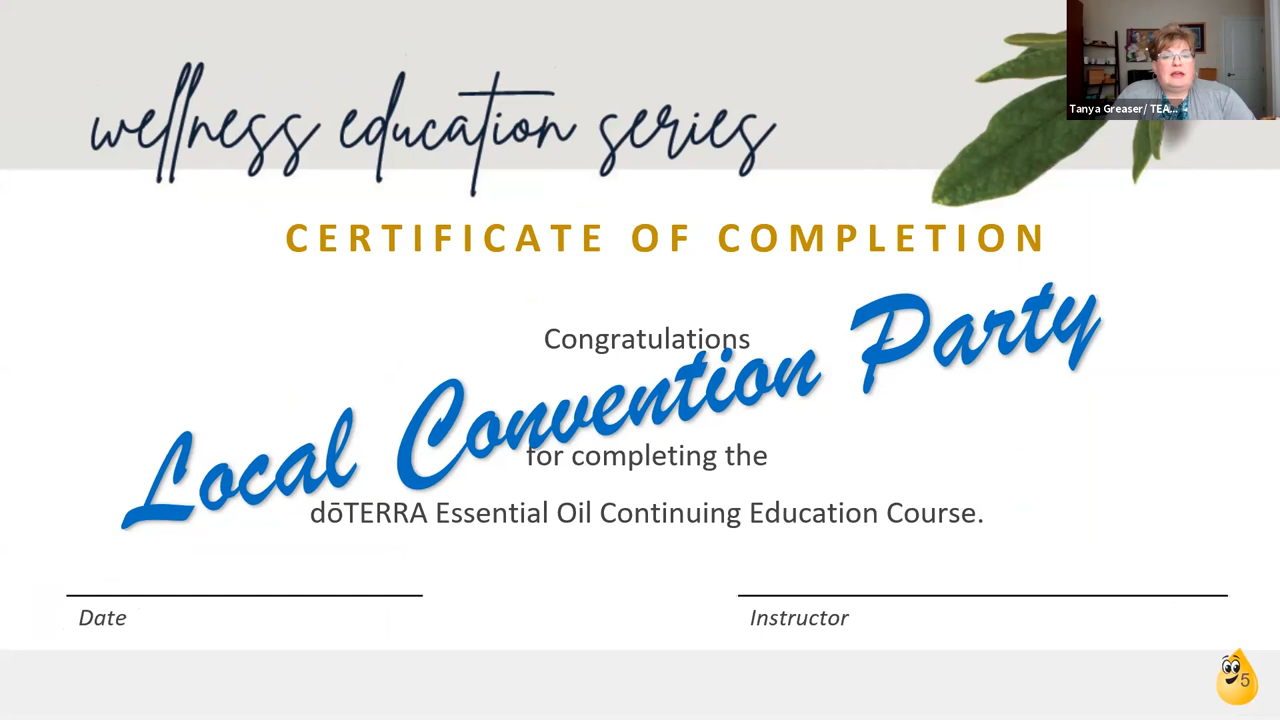 wellness education series
Tanya Greaser/ TEA...
CERTIFICATE OF COMPLETION
Congratulations
Local Convention Party
for completing the
dōTERRA Essential Oil Continuing Education Course.
Date
Instructor
5